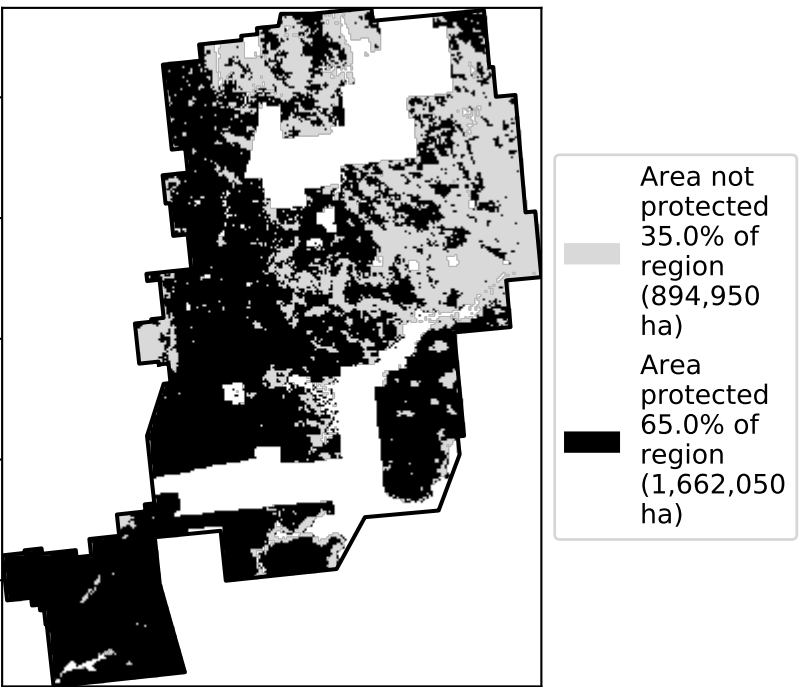 Area not
protected
35.0% of
region
(894,950
ha)
Area
protected
65.0% of
region
(1,662,050
ha)